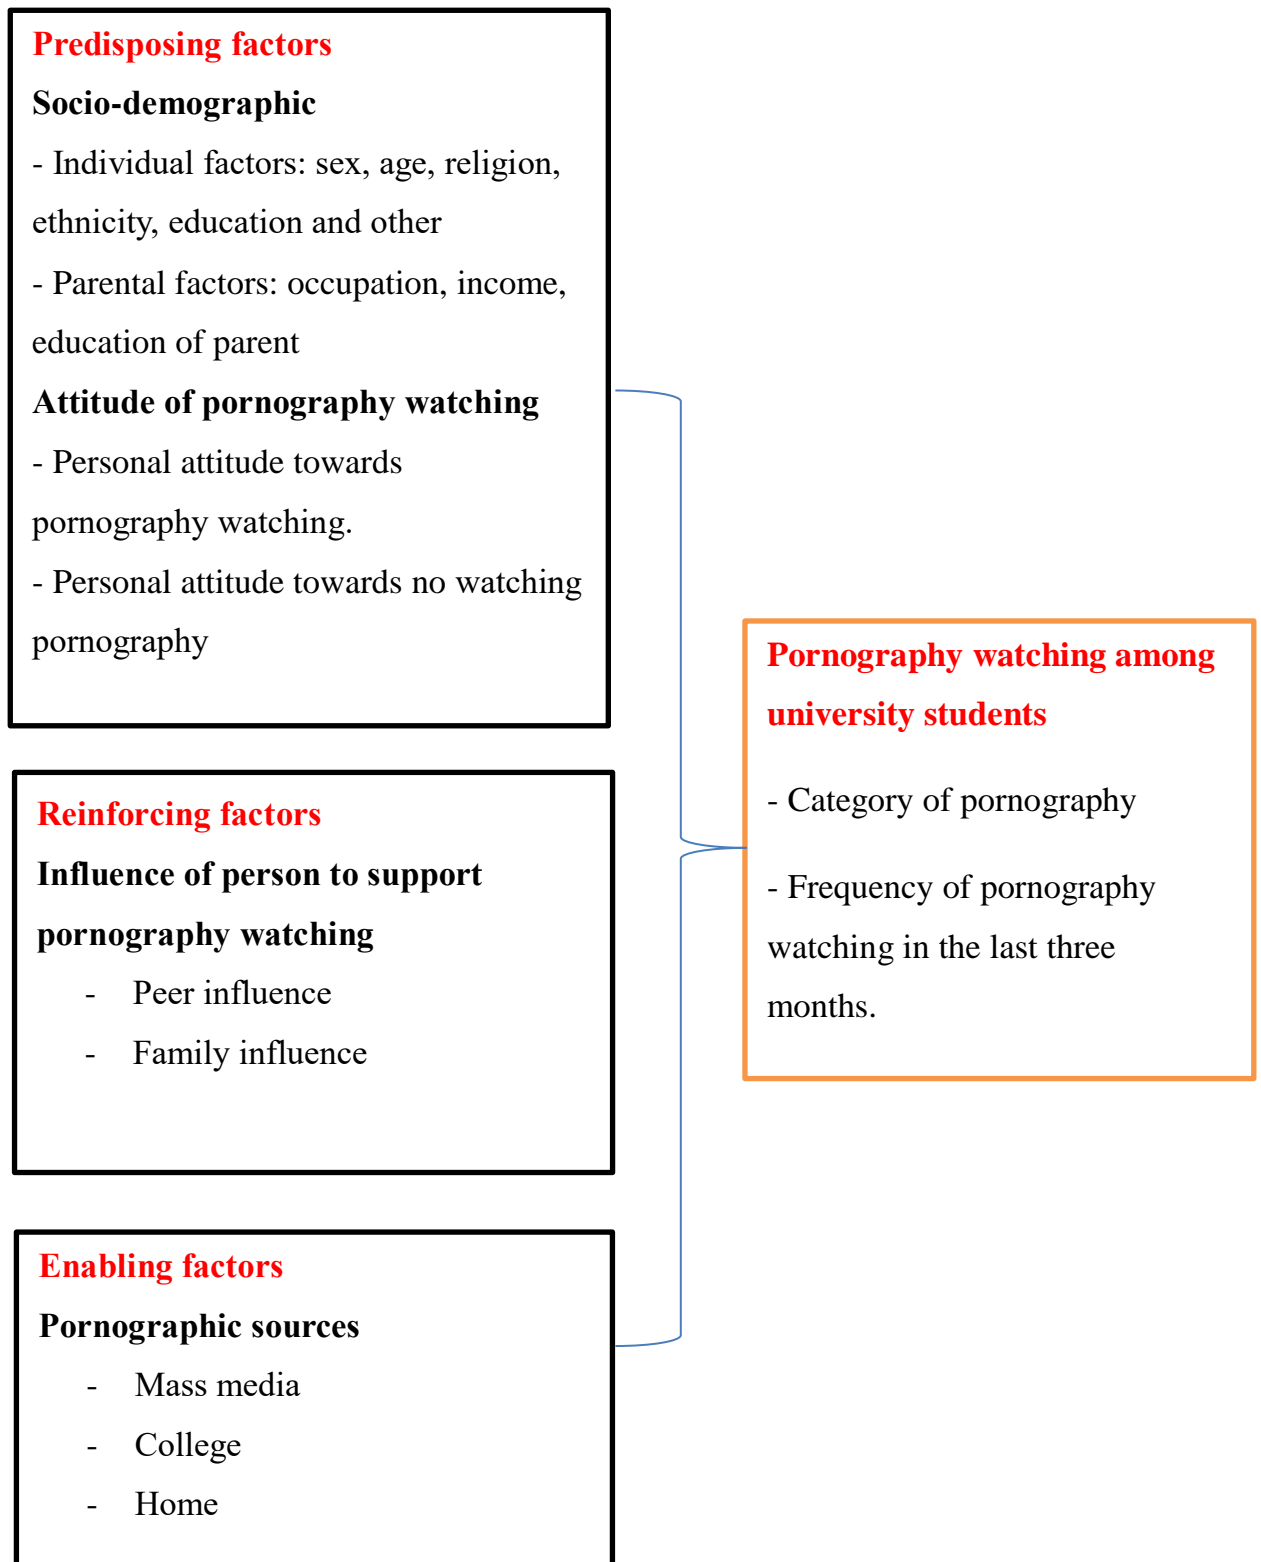 Predisposing factors
Socio-demographic
- Individual factors: sex, age, religion,
ethnicity, education and other
- Parental factors: occupation, income,
education of parent
Attitude of pornography watching
- Personal attitude towards
pornography watching.
- Personal attitude towards no watching
pornography
Reinforcing factors
Influence of person to support
pornography watching
- Peer influence
- Family influence
Enabling factors
Pornographic sources
- Mass media
- College
- Home
Pornography watching among
university students
- Category of pornography
- Frequency of pornography
watching in the last three
months.